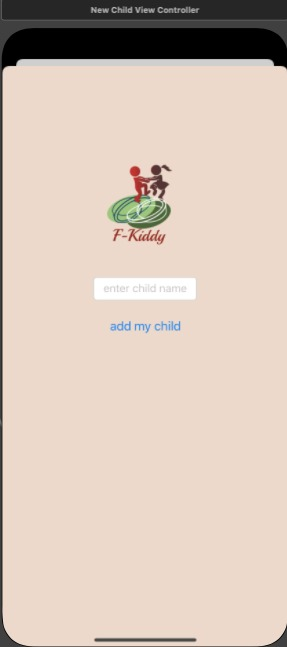 New Child View Controller
F-Kiddy
enter child name
add my child